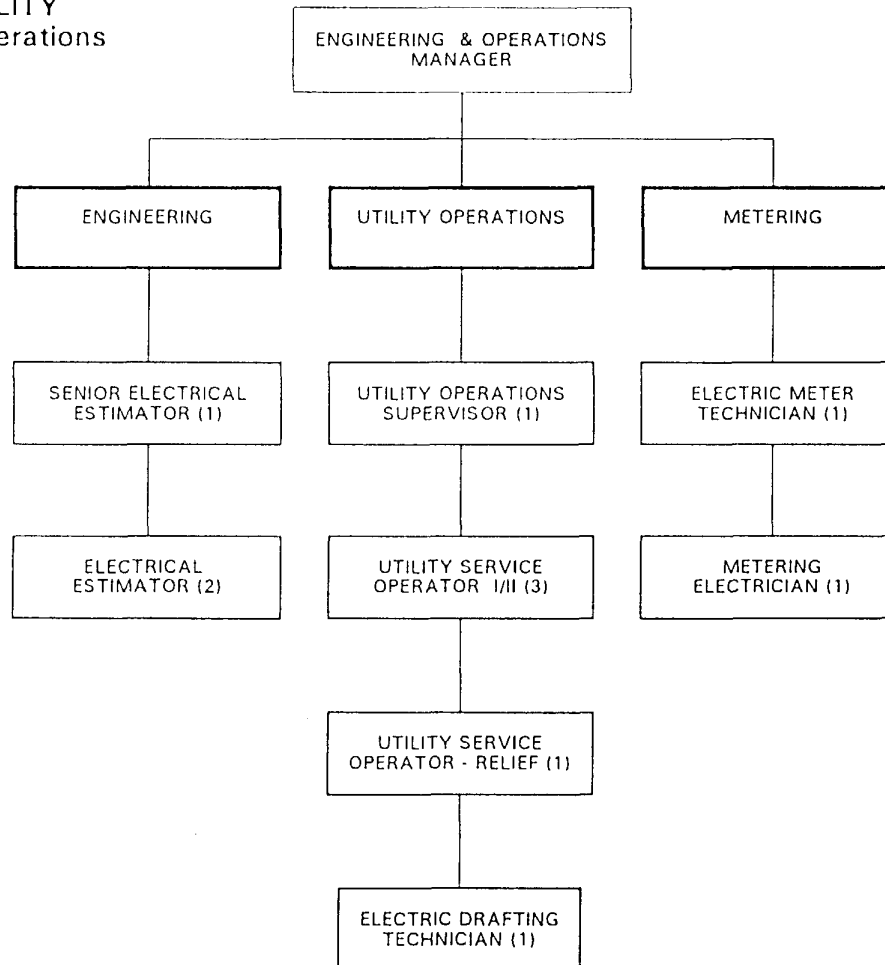 erations
ENGINEERING & OPERATIONS
MANAGER
ENGINEERING
UTILITY OPERATIONS
METERING
SENIOR ELECTRICAL
ESTIMATOR (1)
UTILITY OPERATIONS
SUPERVISOR (1)
ELECTRIC METER
TECHNICIAN (1)
ELECTRICAL
ESTIMATOR (2)
UTILITY SERVICE
OPERATOR I/II (3)
METERING
ELECTRICIAN (1)
UTILITY SERVICE
OPERATOR - RELIEF (1)
ELECTRIC DRAFTING
TECHNICIAN (1)